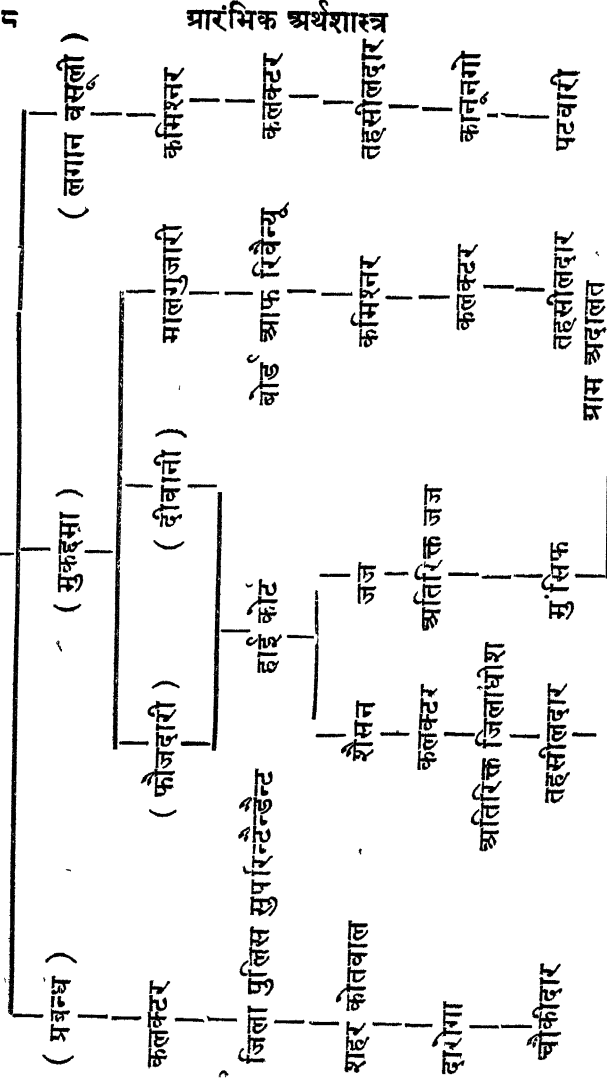 ८ प्रारंभिक अर्थशास्त्र
( प्रबन्ध ) ( मुकद्दमा ) ( लगान वसूली )
( फौजदारी ) ( दीवानी ) मालगुजारी
कलक्टर हाई कोर्ट बोर्ड आफ रिवैन्यू कमिश्नर
जिला पुलिस सुपरिन्टैन्डैन्ट शैसन जज कमिश्नर कलक्टर
शहर कोतवाल कलक्टर अतिरिक्त जज कलक्टर तहसीलदार
दारोगा अतिरिक्त जिलाधीश मुंसिफ तहसीलदार कानूनगो
चौकीदार तहसीलदार ग्राम अदालत पटवारी